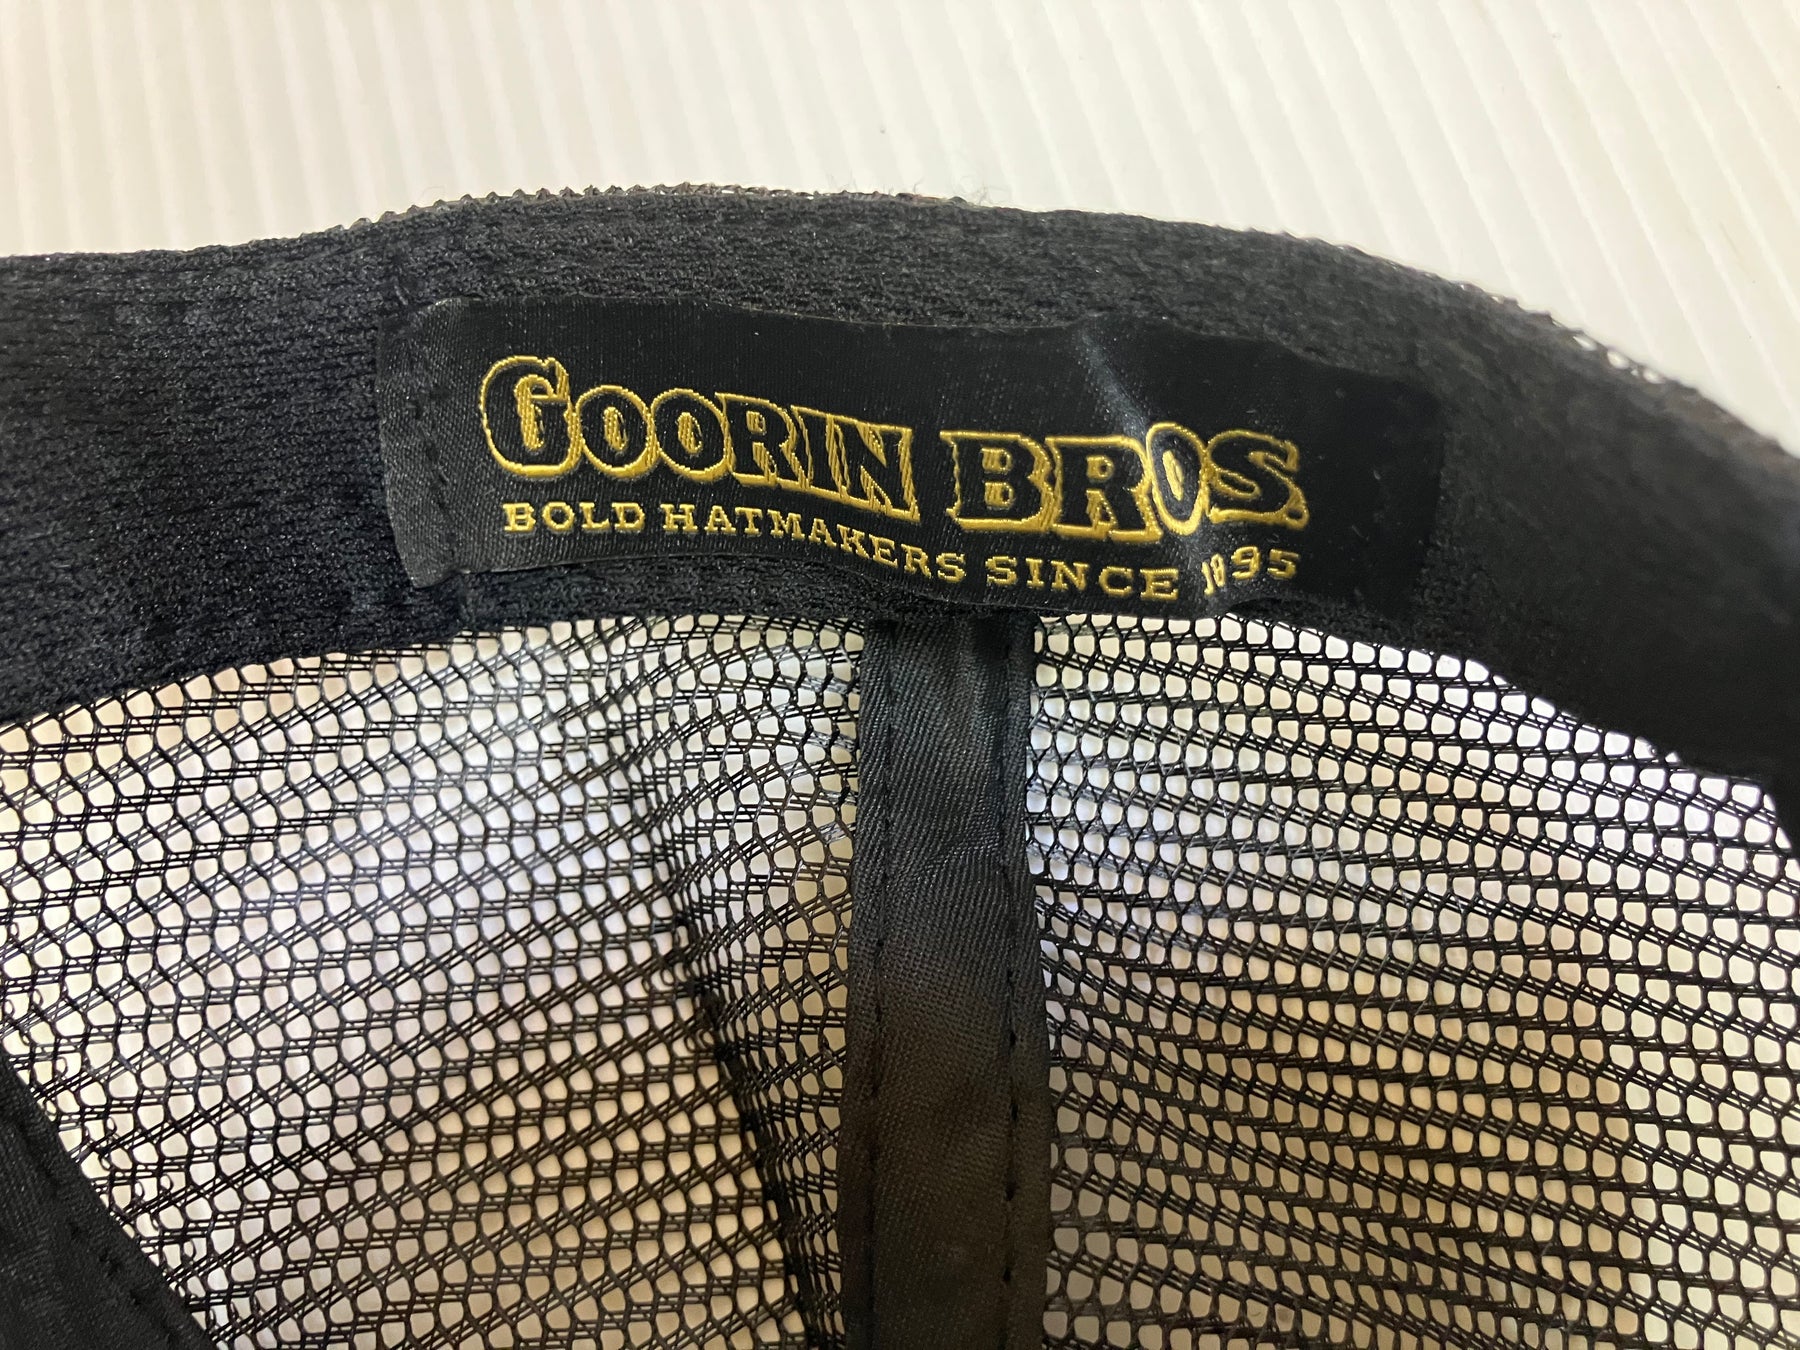 GOORIN BROS.
BOLD HATMAKERS SINCE 1895